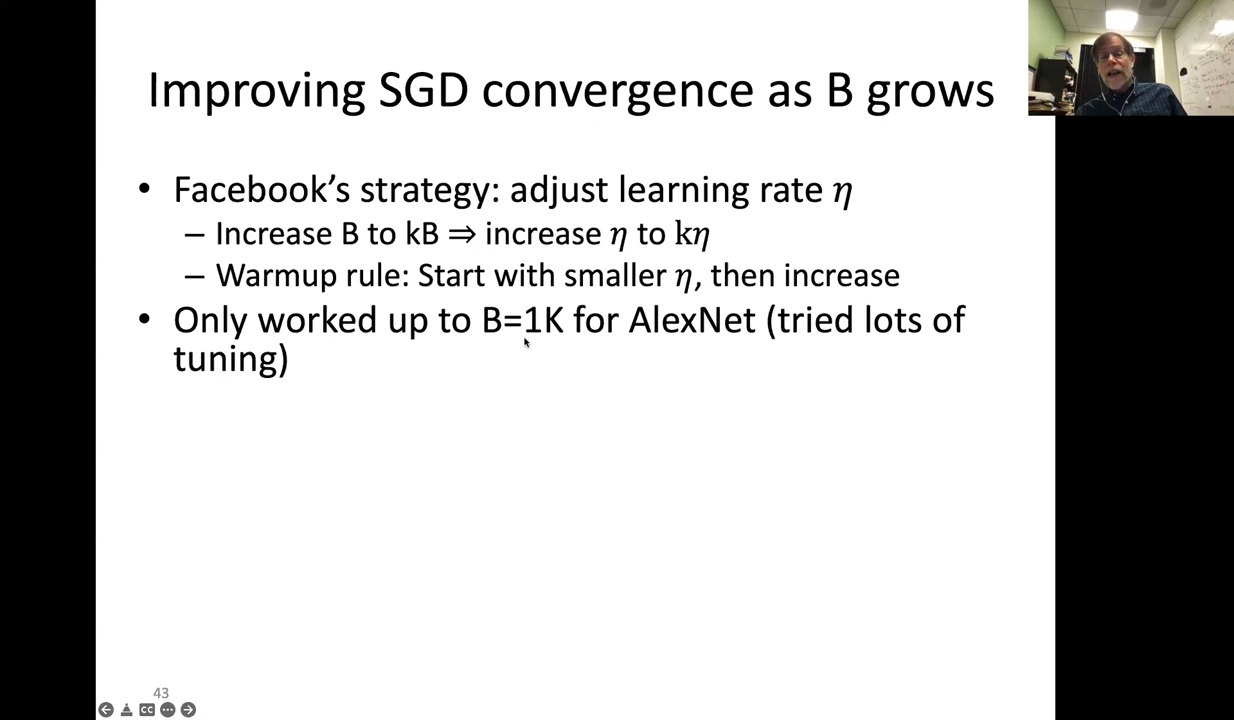 Improving SGD convergence as B grows
• Facebook's strategy: adjust learning rate 𝜂
– Increase B to kB ⇒ increase 𝜂 to k𝜂
– Warmup rule: Start with smaller 𝜂, then increase
• Only worked up to B=1K for AlexNet (tried lots of
tuning)
43
CC